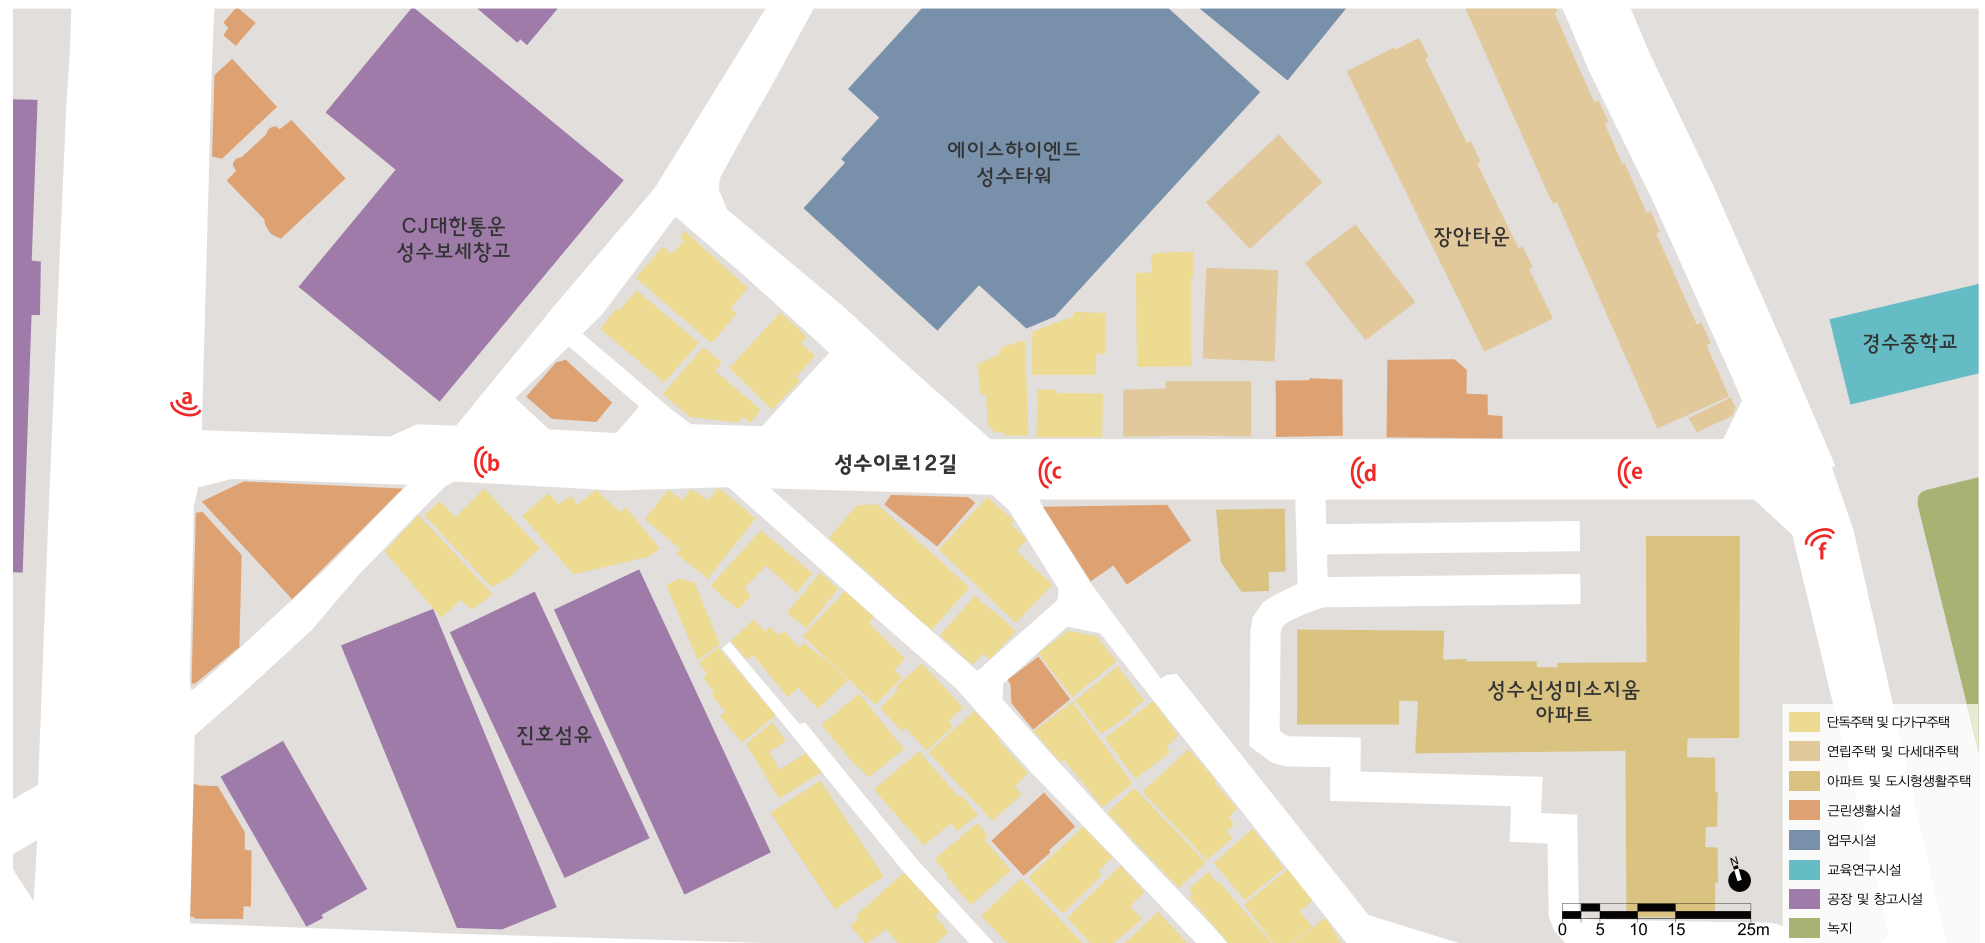 에이스하이엔드
성수타워
CJ대한통운
성수보세창고
장안타운
경수중학교
a
b
성수이로12길
c
d
e
f
진호섬유
성수신성미소지움
아파트
단독주택 및 다가구주택
연립주택 및 다세대주택
아파트 및 도시형생활주택
근린생활시설
업무시설
교육연구시설
공장 및 창고시설
녹지
N
0 5 10 15 25m